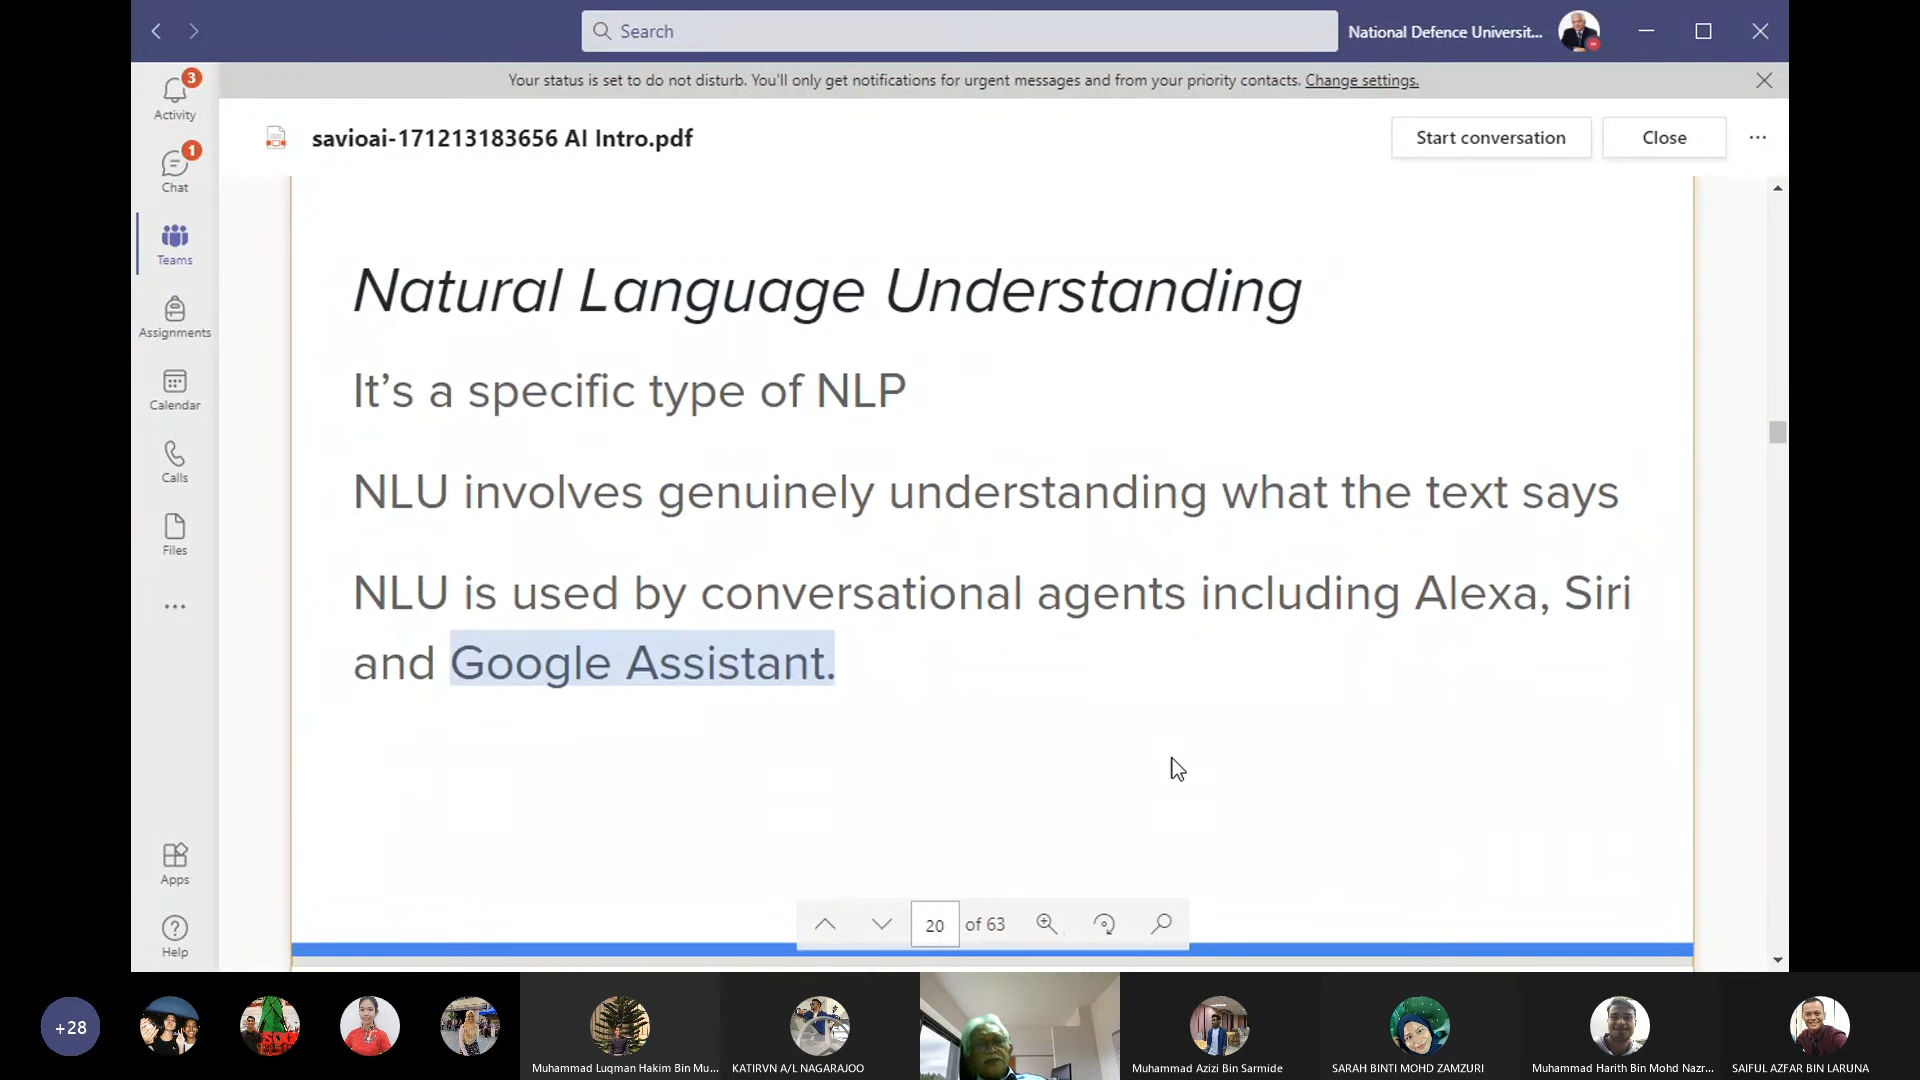 Search
National Defence Universit...
Your status is set to do not disturb. You'll only get notifications for urgent messages and from your priority contacts. Change settings.
3
Activity
1
Chat
Teams
Assignments
Calendar
Calls
Files
Apps
Help
savioai-171213183656 AI Intro.pdf
Start conversation
Close
Natural Language Understanding
It’s a specific type of NLP
NLU involves genuinely understanding what the text says
NLU is used by conversational agents including Alexa, Siri
and Google Assistant.
20 of 63
+28
Muhammad Luqman Hakim Bin Mu...
KATIRVN A/L NAGARAJOO
Muhammad Azizi Bin Sarmide
SARAH BINTI MOHD ZAMZURI
Muhammad Harith Bin Mohd Nazr...
SAIFUL AZFAR BIN LARUNA